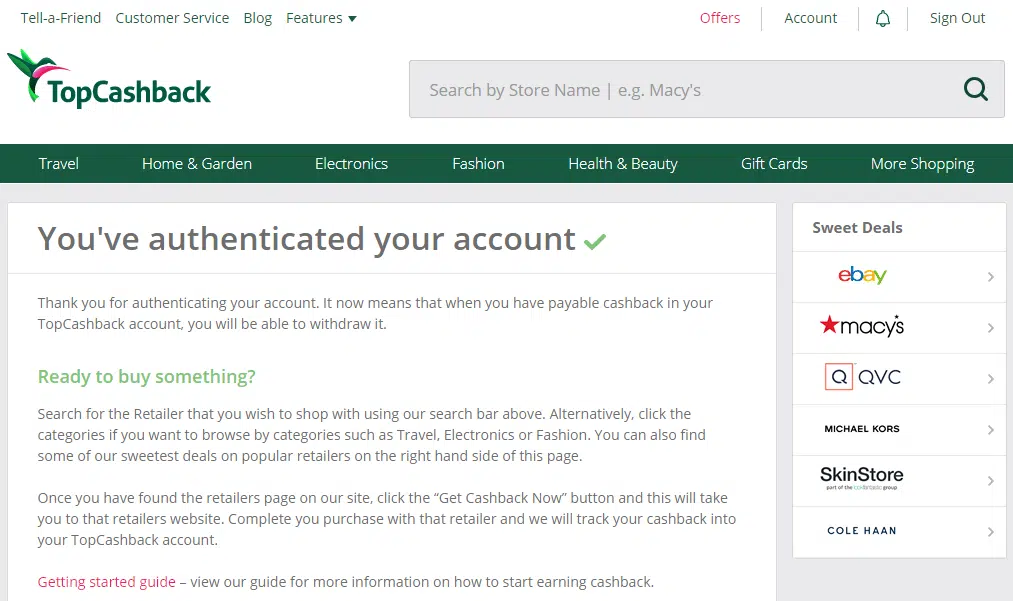 Tell-a-Friend Customer Service Blog Features
Offers Account Sign Out
TopCashback
Search by Store Name | e.g. Macy's
Travel Home & Garden Electronics Fashion Health & Beauty Gift Cards More Shopping
You've authenticated your account
Thank you for authenticating your account. It now means that when you have payable cashback in your
TopCashback account, you will be able to withdraw it.
Ready to buy something?
Search for the Retailer that you wish to shop with using our search bar above. Alternatively, click the
categories if you want to browse by categories such as Travel, Electronics or Fashion. You can also find
some of our sweetest deals on popular retailers on the right hand side of this page.
Once you have found the retailers page on our site, click the “Get Cashback Now” button and this will take
you to that retailers website. Complete you purchase with that retailer and we will track your cashback into
your TopCashback account.
Getting started guide – view our guide for more information on how to start earning cashback.
Sweet Deals
ebay
macy's
Q QVC
MICHAEL KORS
SkinStore
part of the group
COLE HAAN